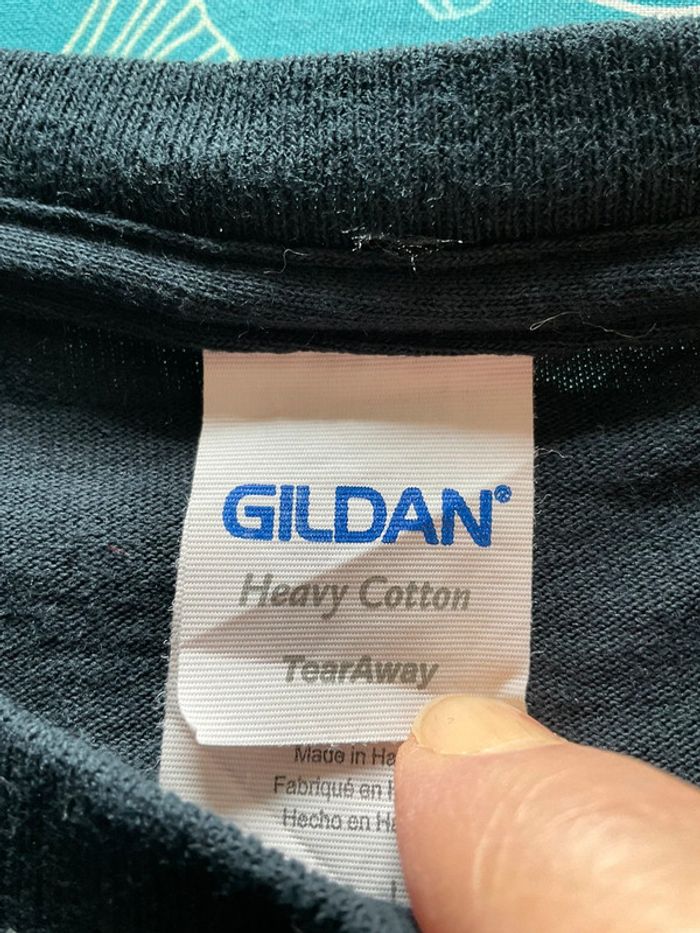 GILDAN®
Heavy Cotton
TearAway
Made in
Fabriqué en
Hecho en